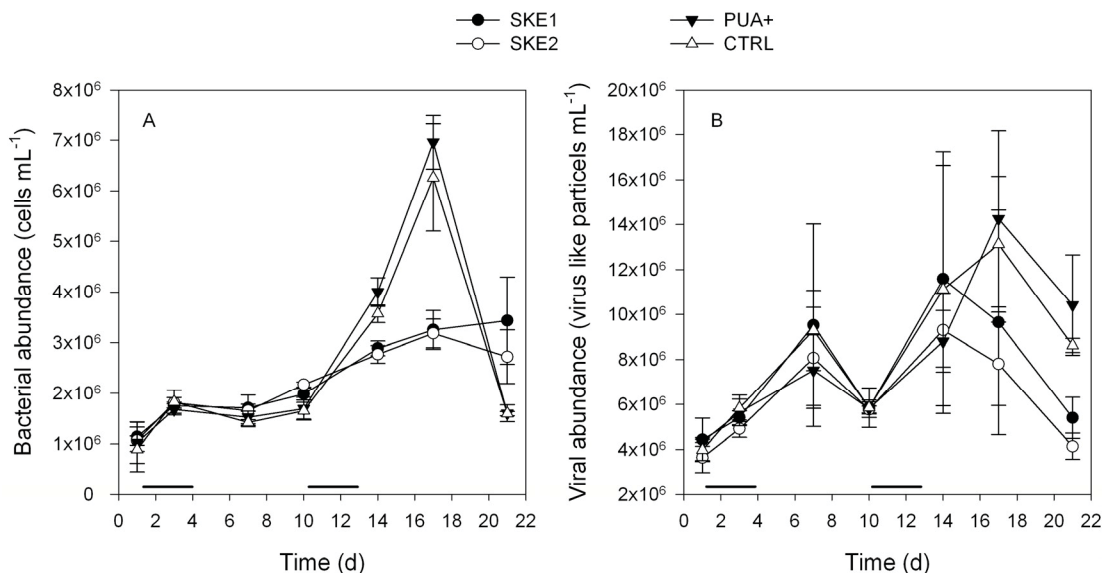 SKE1 PUA+
SKE2 CTRL
A
8x10⁶
7x10⁶
6x10⁶
5x10⁶
4x10⁶
3x10⁶
2x10⁶
1x10⁶
0
Bacterial abundance (cells mL⁻¹)
0 2 4 6 8 10 12 14 16 18 20 22
Time (d)
B
20x10⁶
18x10⁶
16x10⁶
14x10⁶
12x10⁶
10x10⁶
8x10⁶
6x10⁶
4x10⁶
2x10⁶
Viral abundance (virus like particels mL⁻¹)
0 2 4 6 8 10 12 14 16 18 20 22
Time (d)